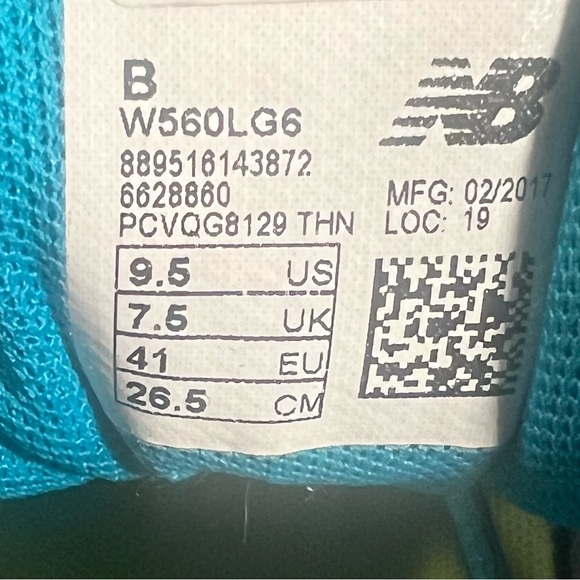 B
NB
W560LG6
889516143872
6628860
MFG: 02/2017
PCVQG8129 THN
LOC: 19
9.5 US
7.5 UK
41 EU
26.5 CM